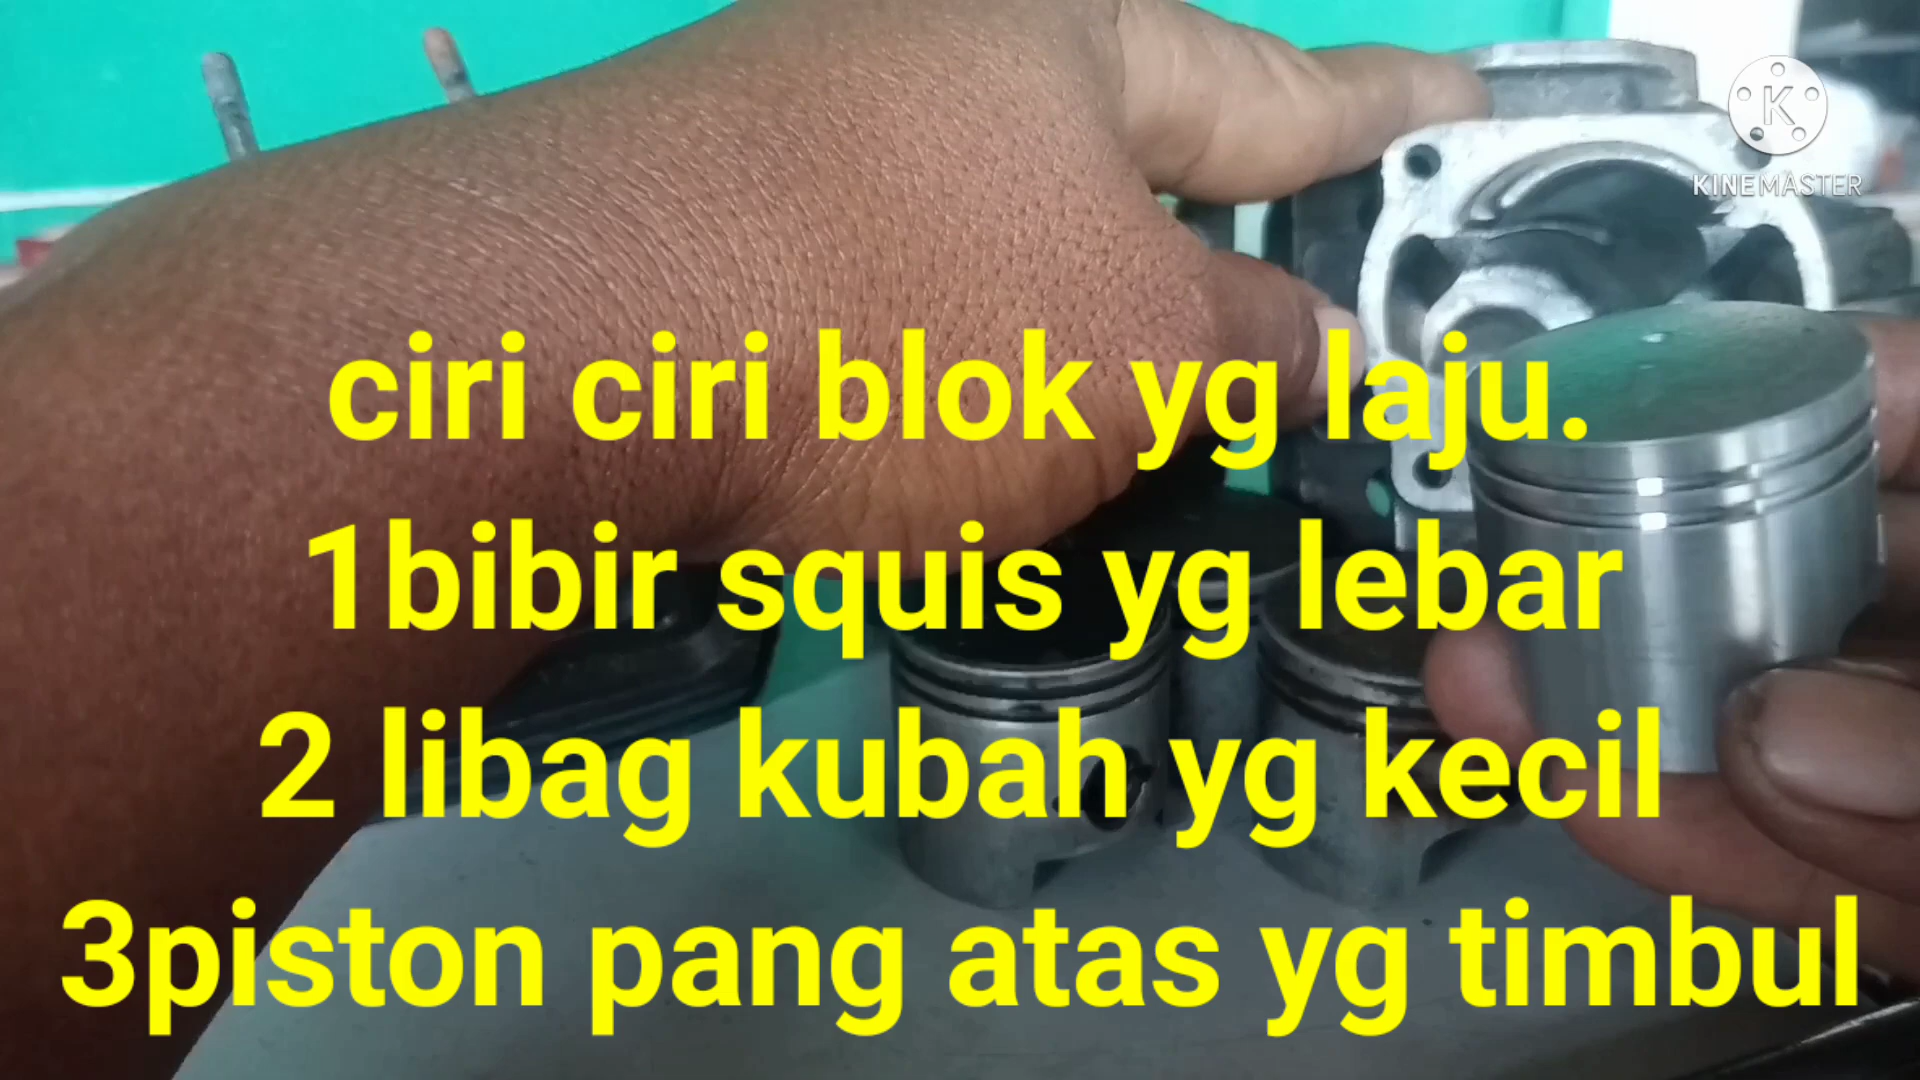 KINEMASTER
ciri ciri blok yg laju.
1bibir squis yg lebar
2 libag kubah yg kecil
3piston pang atas yg timbul